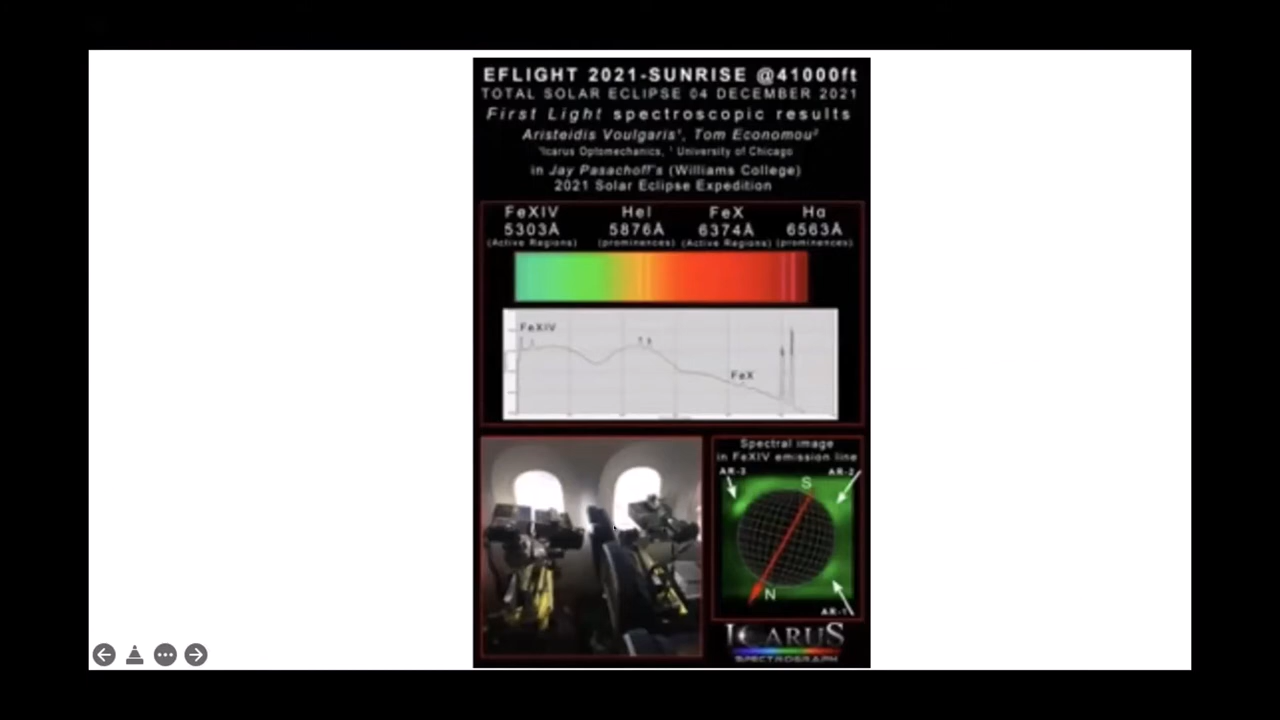 EFLIGHT 2021-SUNRISE @41000ft
TOTAL SOLAR ECLIPSE 04 DECEMBER 2021
First Light spectroscopic results
Aristeidis Voulgaris¹, Tom Economou²
¹Icarus Optomechanics, ² University of Chicago
in Jay Pasachoff's (Williams College)
2021 Solar Eclipse Expedition
FeXIV HeI FeX Hα
5303Å 5876Å 6374Å 6563Å
(Active Regions) (prominences) (Active Regions) (prominences)
FeXIV
FeX
Spectral image
in FeXIV emission line
AR-3 AR-2
S
N
AR-1
ICARUS
SPECTROGRAPH